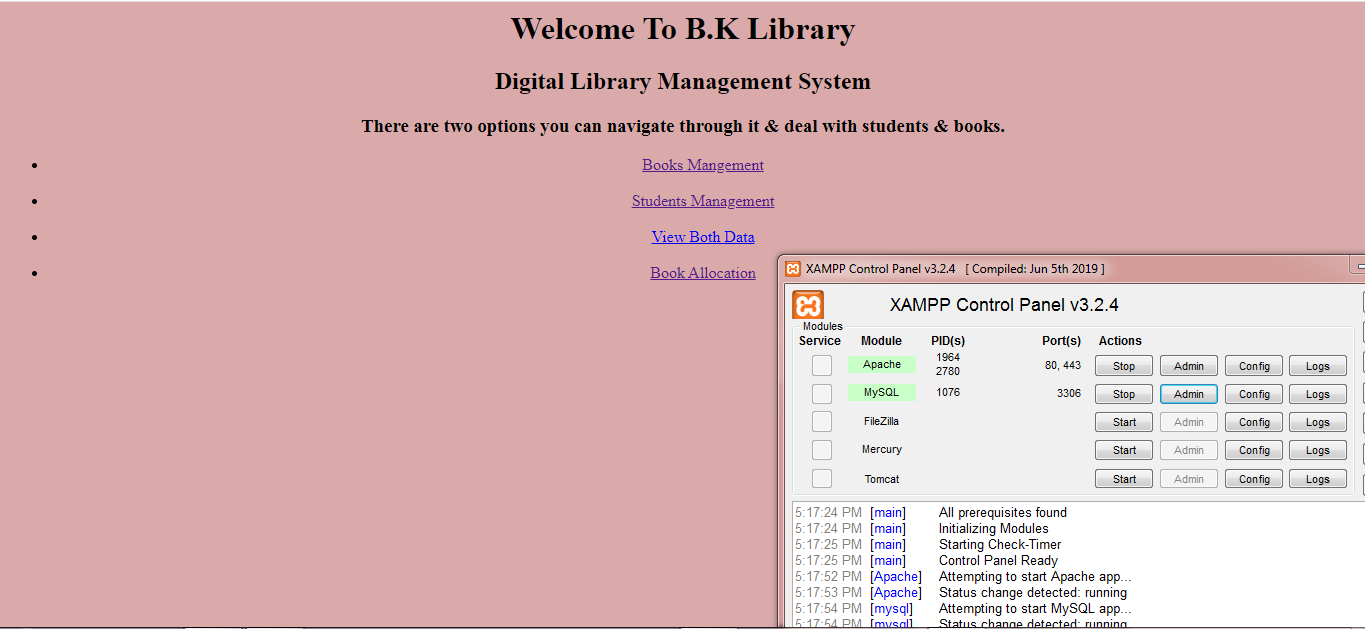 Welcome To B.K Library
Digital Library Management System
There are two options you can navigate through it & deal with students & books.
Books Mangement
Students Management
View Both Data
Book Allocation
XAMPP Control Panel v3.2.4 [ Compiled: Jun 5th 2019 ]
XAMPP Control Panel v3.2.4
Modules
Service Module PID(s) Port(s) Actions
Apache 1964 2780 80, 443 Stop Admin Config Logs
MySQL 1076 3306 Stop Admin Config Logs
FileZilla Start Admin Config Logs
Mercury Start Admin Config Logs
Tomcat Start Admin Config Logs
5:17:24 PM [main] All prerequisites found
5:17:24 PM [main] Initializing Modules
5:17:25 PM [main] Starting Check-Timer
5:17:25 PM [main] Control Panel Ready
5:17:52 PM [Apache] Attempting to start Apache app...
5:17:53 PM [Apache] Status change detected: running
5:17:54 PM [mysql] Attempting to start MySQL app...
5:17:54 PM [mysql] Status change detected: running